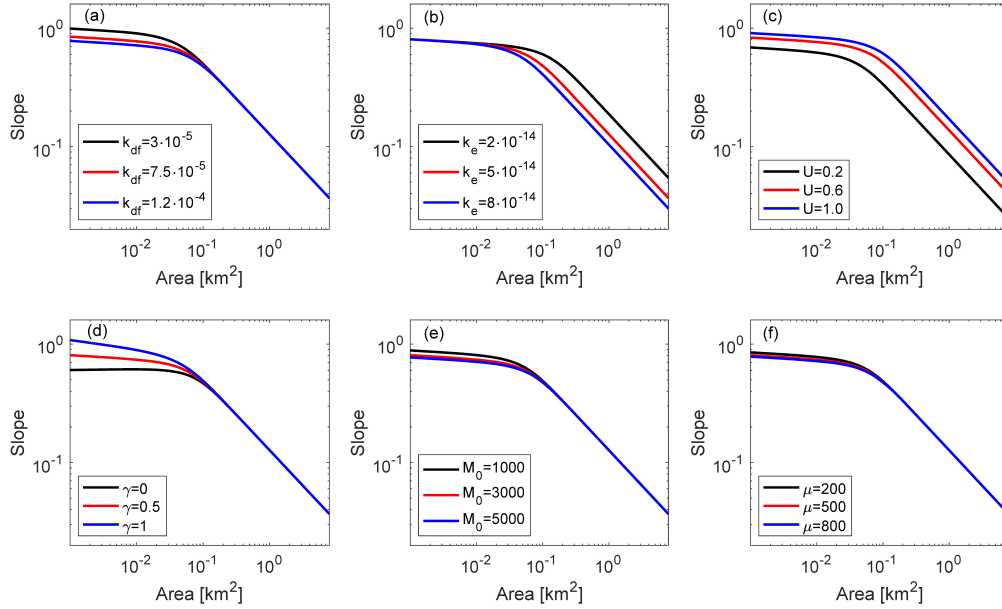 (a)
10^0
10^-1
Slope
k_df=3·10^-5
k_df=7.5·10^-5
k_df=1.2·10^-4
10^-2
10^-1
10^0
Area [km^2]
(b)
10^0
10^-1
Slope
k_e=2·10^-14
k_e=5·10^-14
k_e=8·10^-14
10^-2
10^-1
10^0
Area [km^2]
(c)
10^0
10^-1
Slope
U=0.2
U=0.6
U=1.0
10^-2
10^-1
10^0
Area [km^2]
(d)
10^0
10^-1
Slope
γ=0
γ=0.5
γ=1
10^-2
10^-1
10^0
Area [km^2]
(e)
10^0
10^-1
Slope
M_0=1000
M_0=3000
M_0=5000
10^-2
10^-1
10^0
Area [km^2]
(f)
10^0
10^-1
Slope
μ=200
μ=500
μ=800
10^-2
10^-1
10^0
Area [km^2]